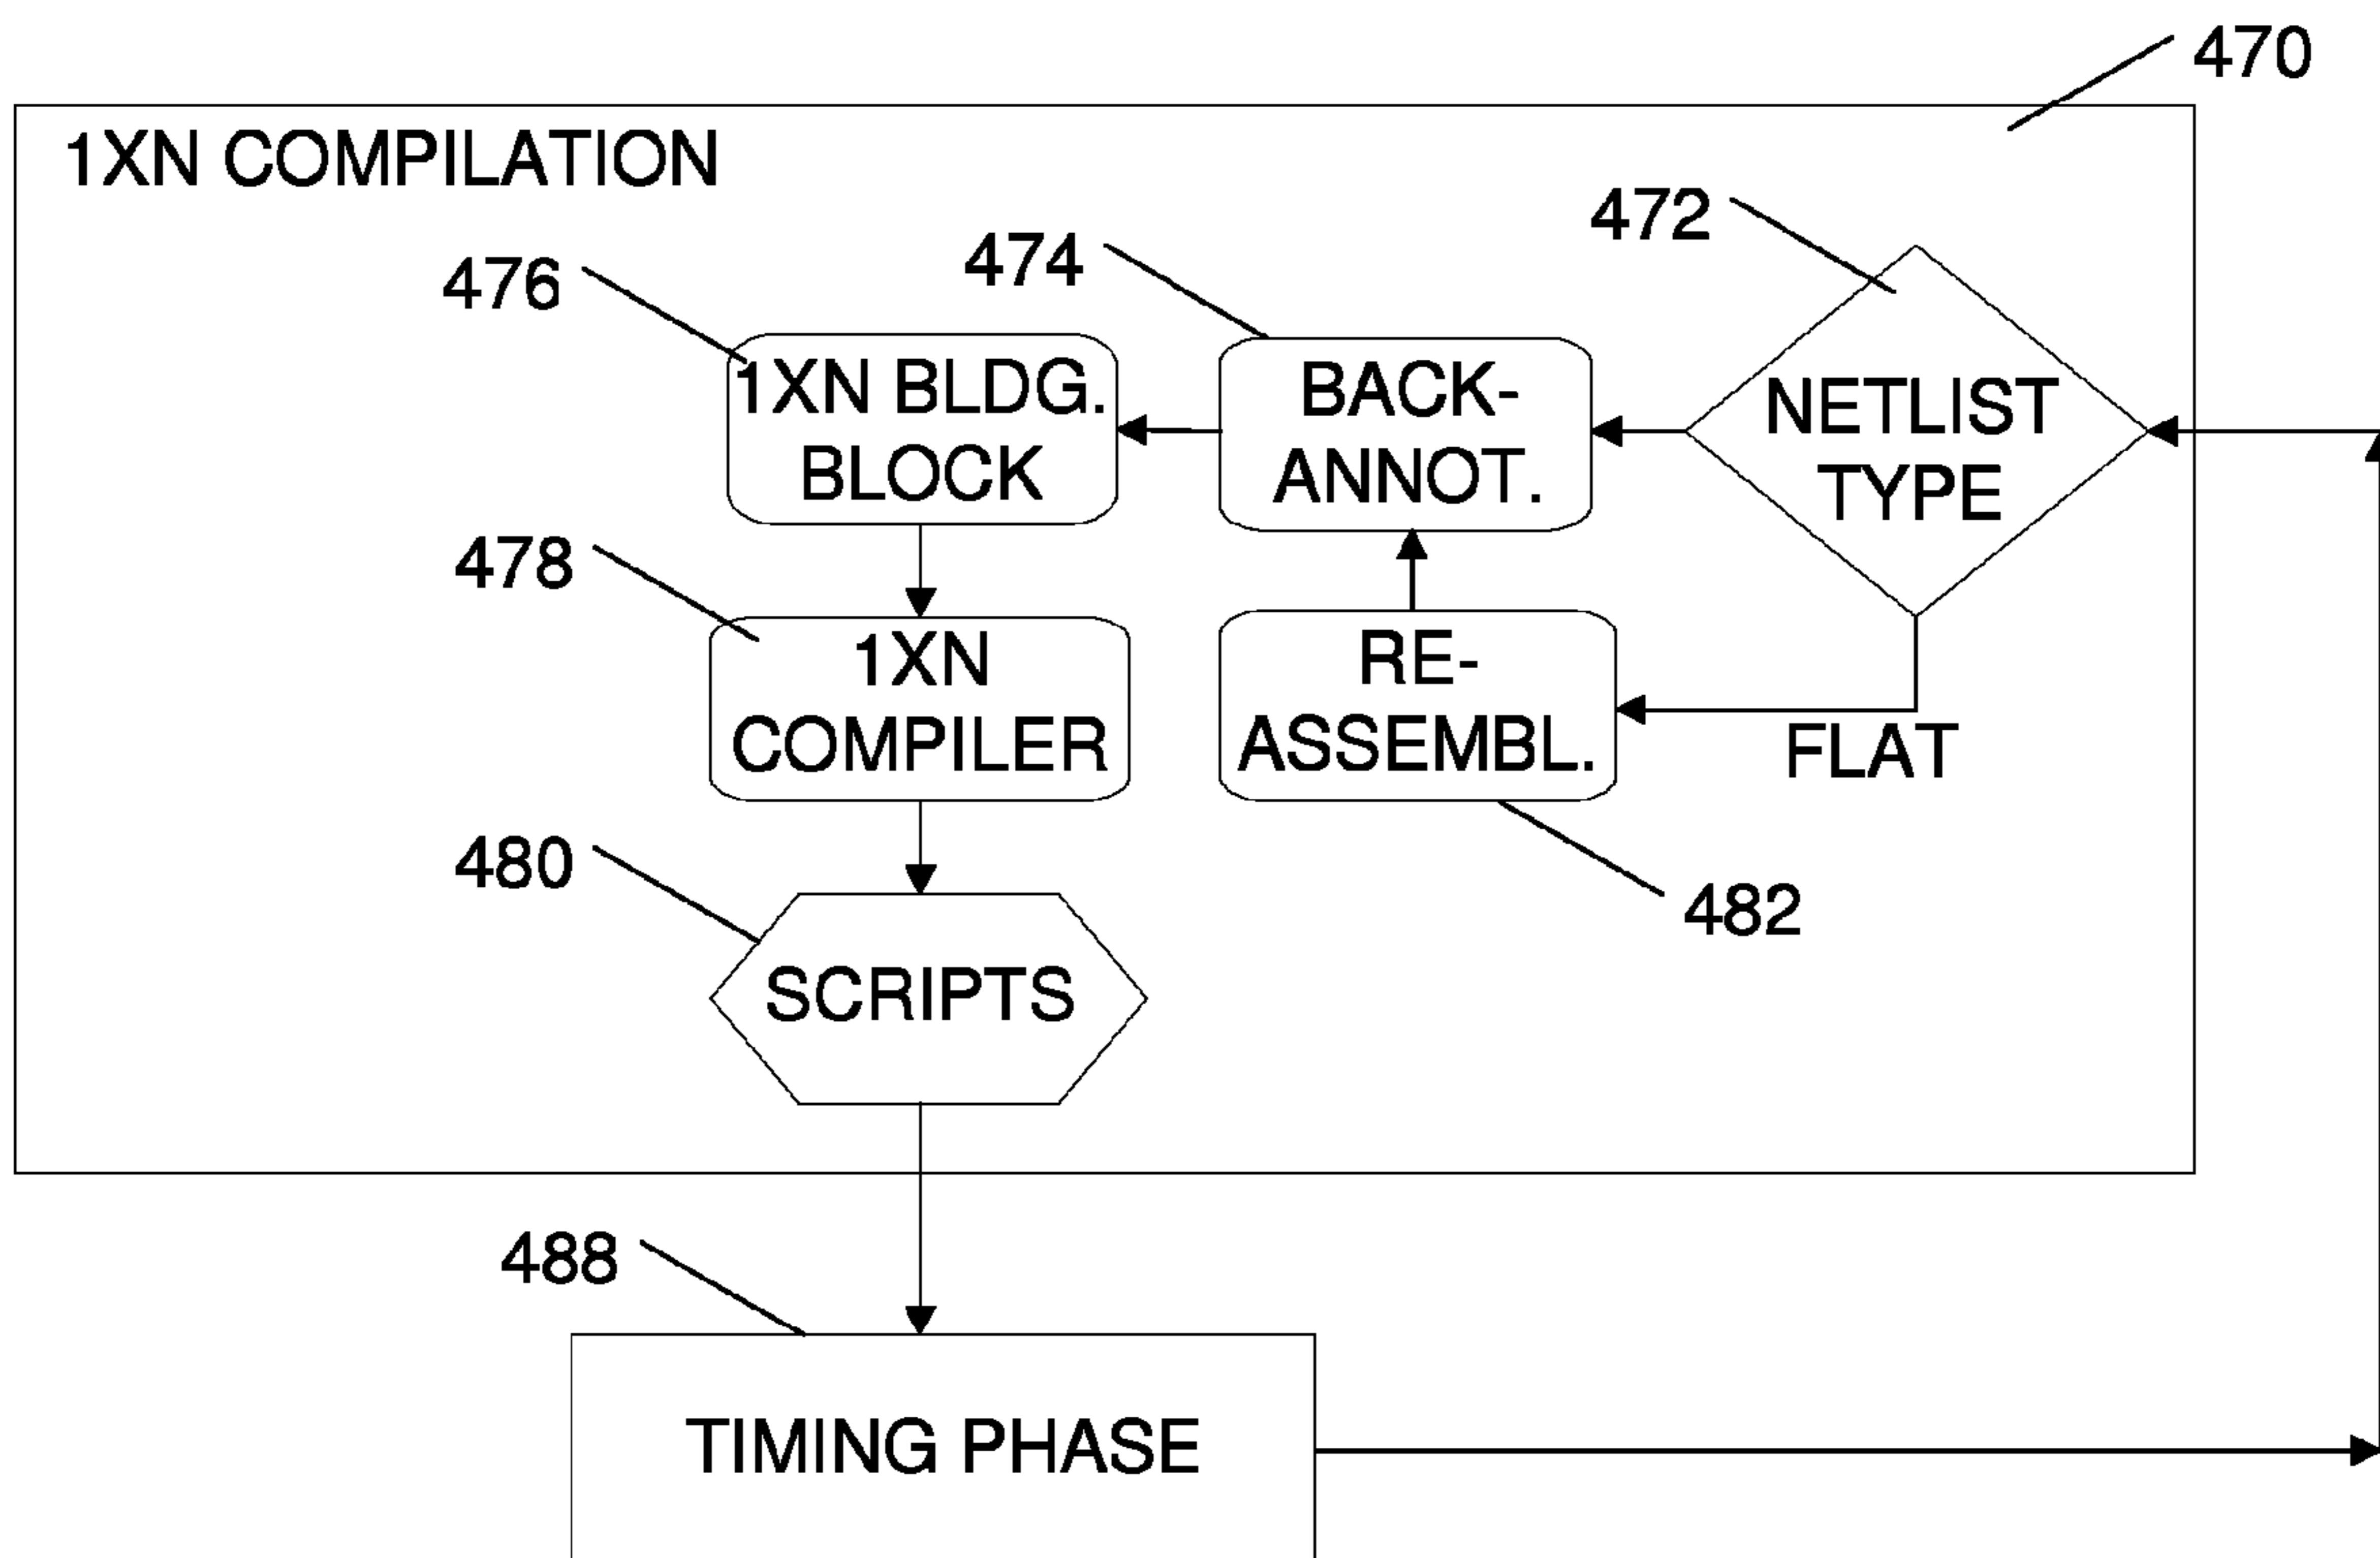 470
1XN COMPILATION
472
474
476
1XN BLDG.
BLOCK
BACK-
ANNOT.
NETLIST
TYPE
478
1XN
COMPILER
RE-
ASSEMBL.
FLAT
480
482
SCRIPTS
488
TIMING PHASE